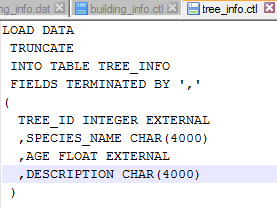 ng_info.dat building_info.ctl tree_info.ctl
LOAD DATA
TRUNCATE
INTO TABLE TREE_INFO
FIELDS TERMINATED BY ','
(
TREE_ID INTEGER EXTERNAL
,SPECIES_NAME CHAR(4000)
,AGE FLOAT EXTERNAL
,DESCRIPTION CHAR(4000)
)